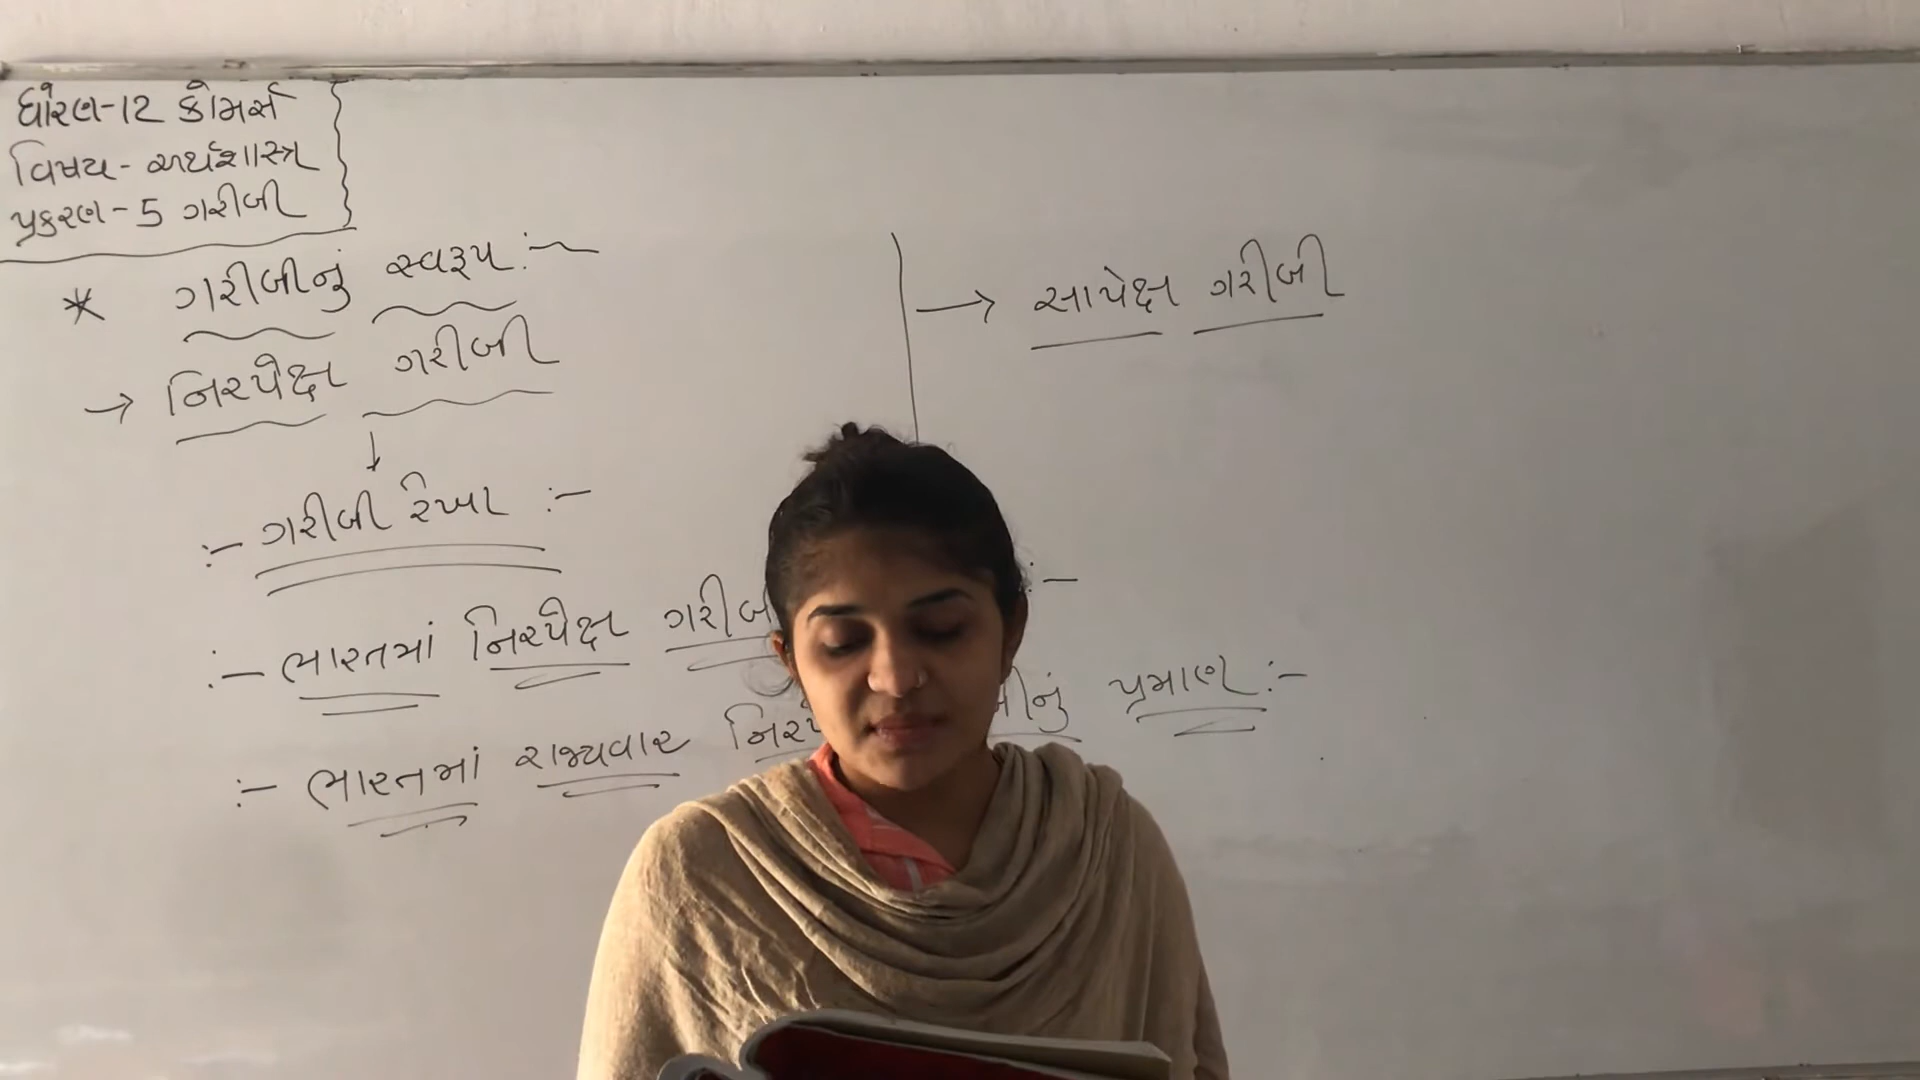 ધોરણ-12 કોમર્સ
વિષય- અર્થશાસ્ત્ર
પ્રકરણ-5 ગરીબી
* ગરીબીનું સ્વરૂપ :-
→ નિરપેક્ષ ગરીબી
↓
:- ગરીબી રેખા :-
:- ભારતમાં નિરપેક્ષ :-
:- ભારતમાં રાજ્યવાર પ્રમાણ :-
→ સાપેક્ષ ગરીબી